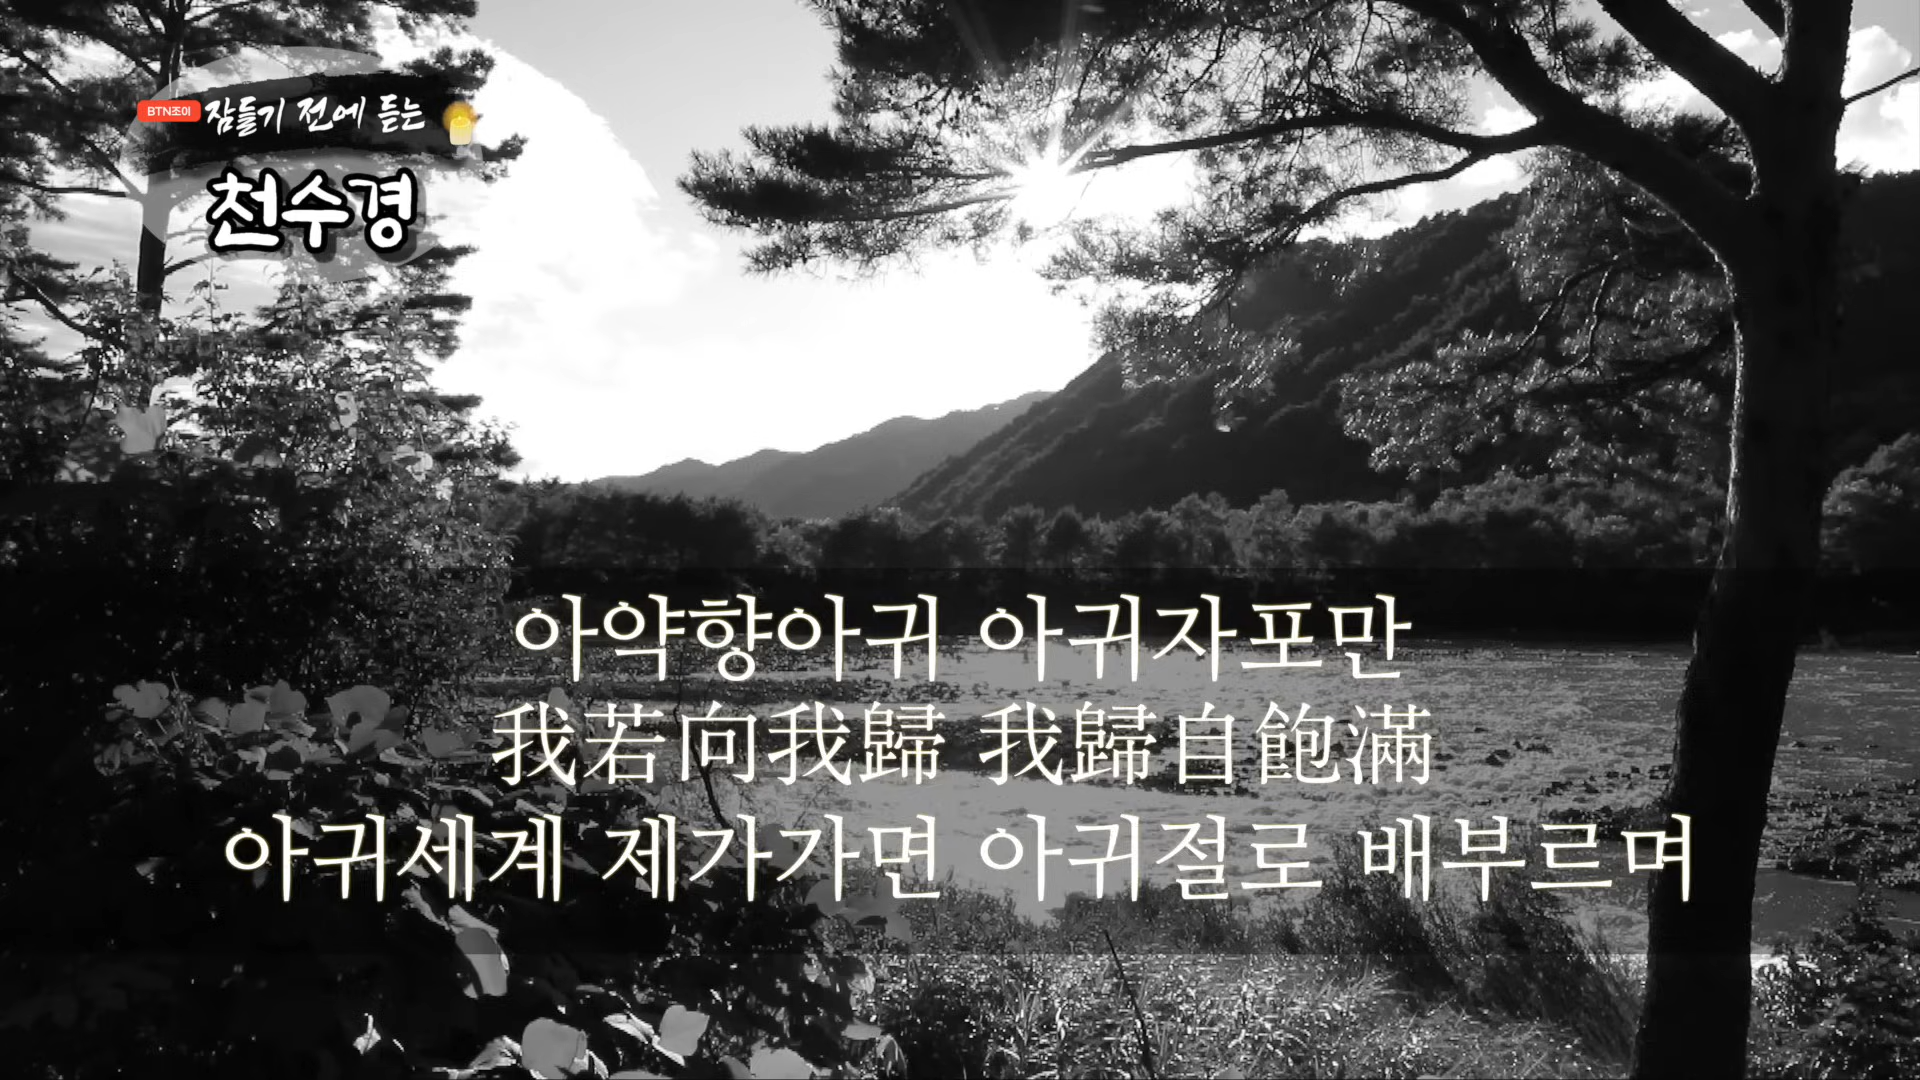 BTN조이 잠들기 전에 듣는
천수경
아약향아귀 아귀자포만
我若向我歸 我歸自飽滿
아귀세계 제가가면 아귀절로 배부르며